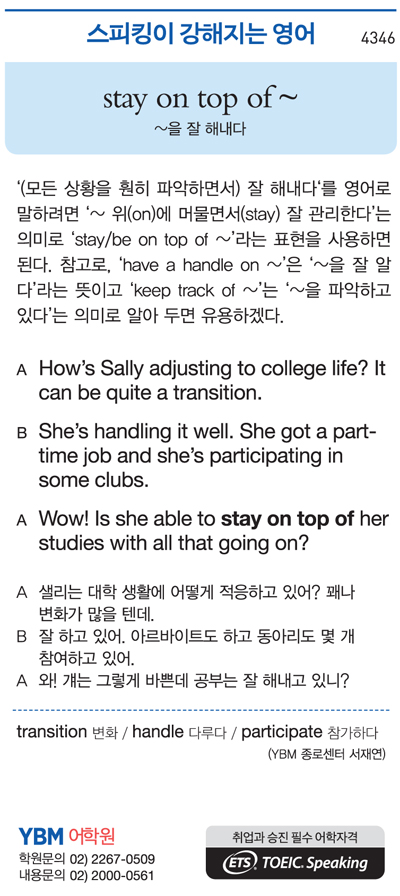 스피킹이 강해지는 영어 4346
stay on top of ~
~을 잘 해내다
‘(모든 상황을 훤히 파악하면서) 잘 해내다‘를 영어로
말하려면 ‘~ 위(on)에 머물면서(stay) 잘 관리한다’는
의미로 ‘stay/be on top of ~’라는 표현을 사용하면
된다. 참고로, ‘have a handle on ~’은 ‘~을 잘 알
다’라는 뜻이고 ‘keep track of ~’는 ‘~을 파악하고
있다’는 의미로 알아 두면 유용하겠다.
A How’s Sally adjusting to college life? It
can be quite a transition.
B She’s handling it well. She got a part-
time job and she’s participating in
some clubs.
A Wow! Is she able to stay on top of her
studies with all that going on?
A 샐리는 대학 생활에 어떻게 적응하고 있어? 꽤나
변화가 많을 텐데.
B 잘 하고 있어. 아르바이트도 하고 동아리도 몇 개
참여하고 있어.
A 와! 걔는 그렇게 바쁜데 공부는 잘 해내고 있니?
transition 변화 / handle 다루다 / participate 참가하다
(YBM 종로센터 서재연)
YBM 어학원
학원문의 02) 2267-0509
내용문의 02) 2000-0561
취업과 승진 필수 어학자격
ETS TOEIC Speaking